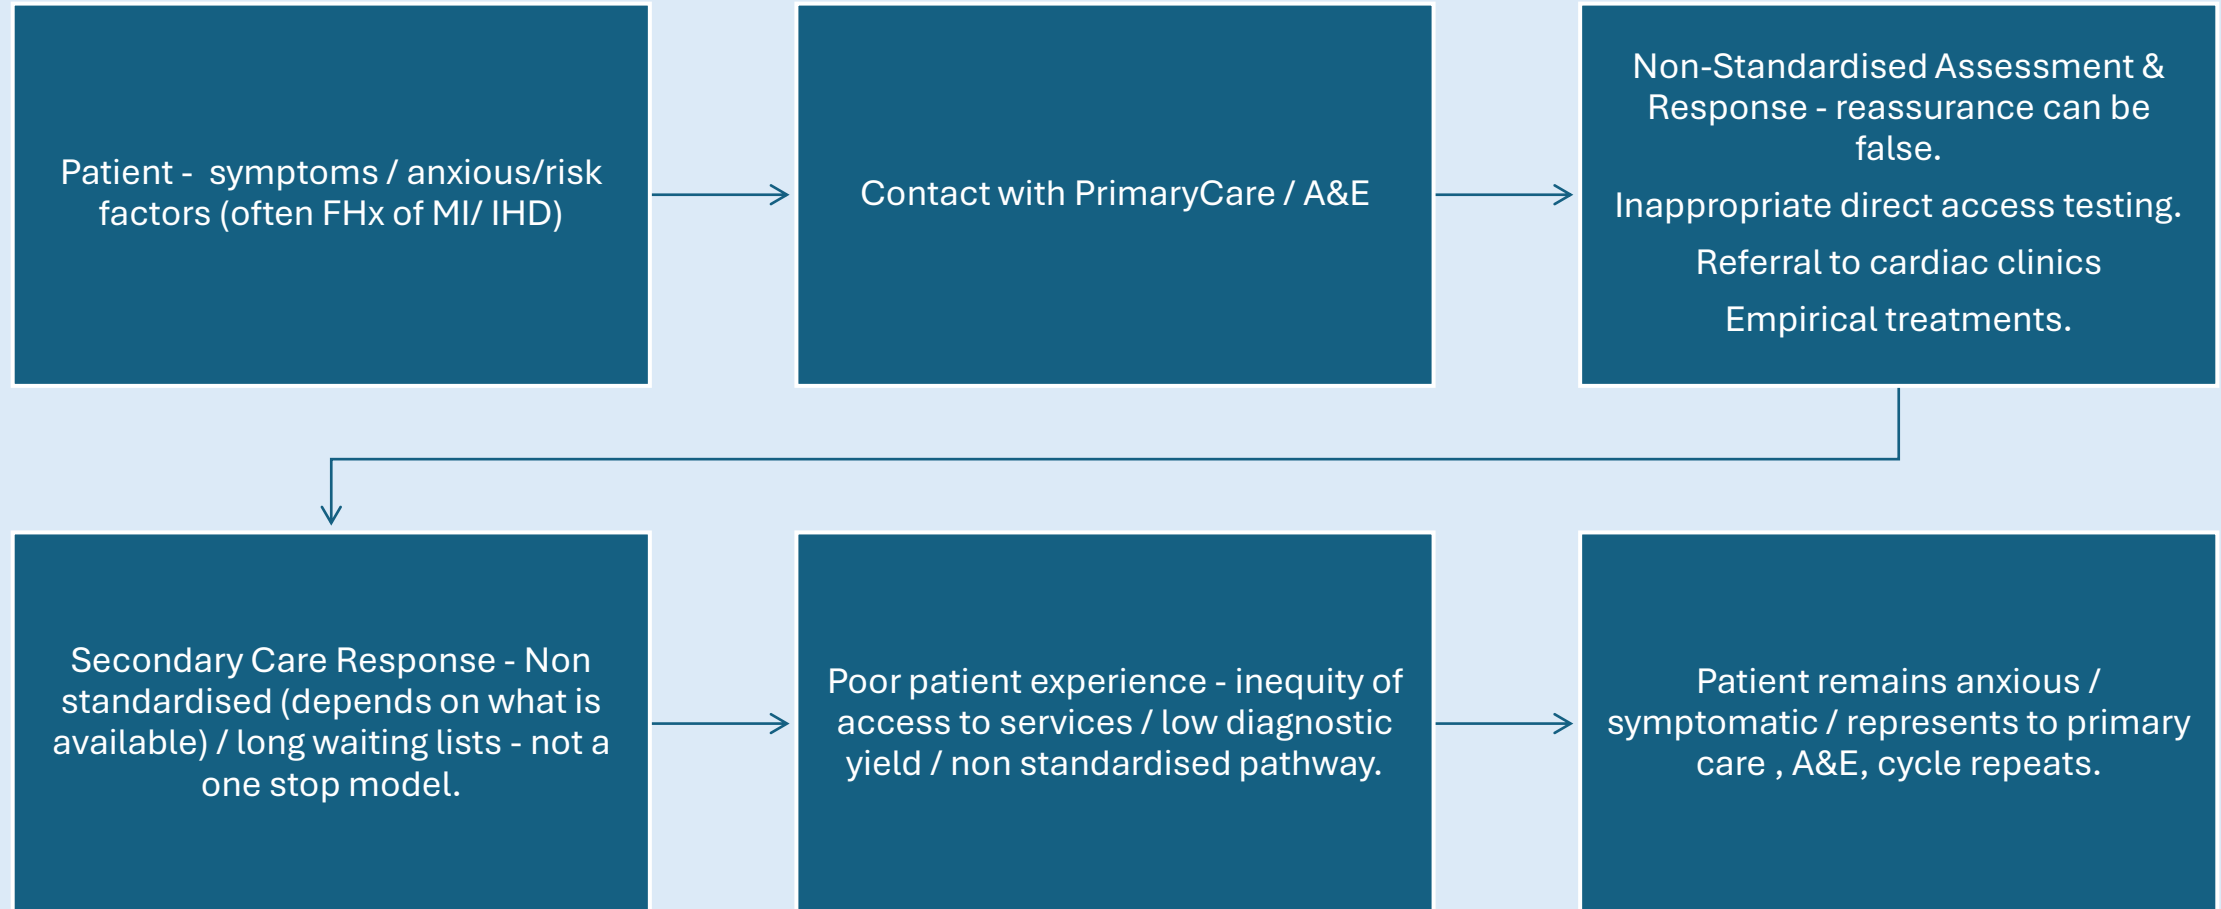 Patient -  symptoms / anxious/risk
factors (often FHx of MI/ IHD)
Contact with PrimaryCare / A&E
Non-Standardised Assessment &
Response - reassurance can be
false.
Inappropriate direct access testing.
Referral to cardiac clinics
Empirical treatments.
Secondary Care Response - Non
standardised (depends on what is
available) / long waiting lists - not a
one stop model.
Poor patient experience - inequity of
access to services / low diagnostic
yield / non standardised pathway.
Patient remains anxious /
symptomatic / represents to primary
care , A&E, cycle repeats.